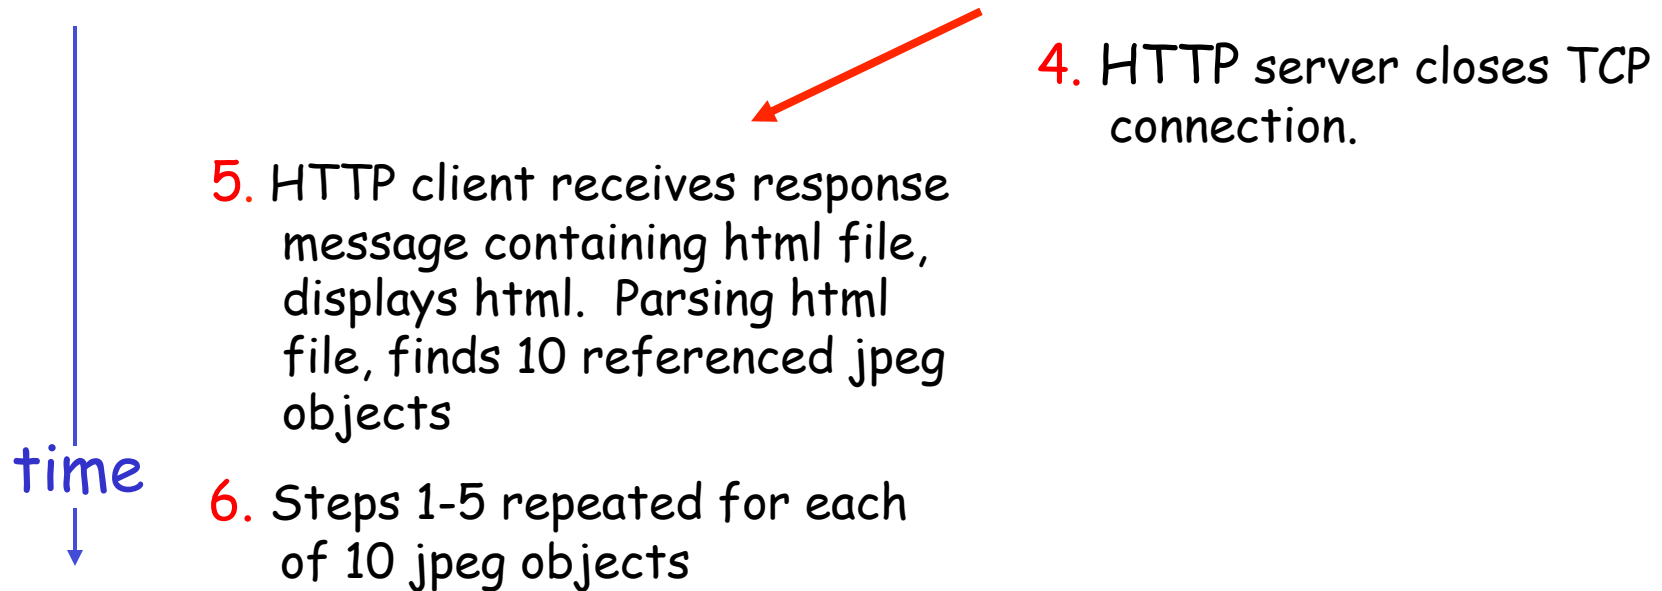 4. HTTP server closes TCP
connection.
5. HTTP client receives response
message containing html file,
displays html.  Parsing html
file, finds 10 referenced jpeg
objects
time
6. Steps 1-5 repeated for each
of 10 jpeg objects